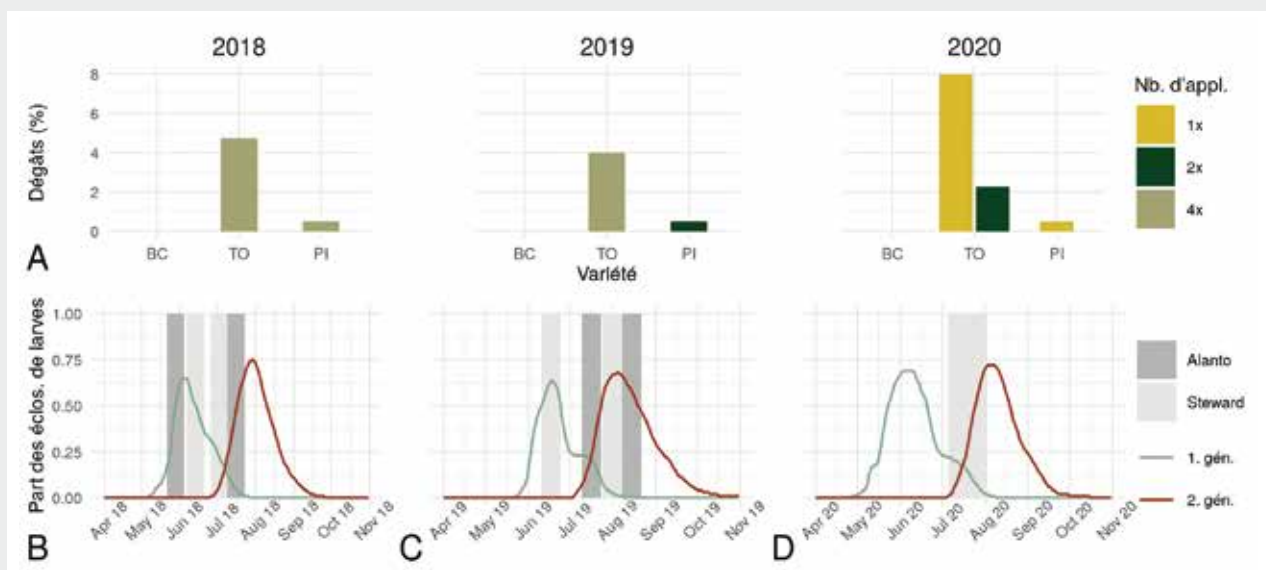 2018 2019 2020
Dégâts (%)
8
6
4
2
0
BC TO PI
BC TO PI
BC TO PI
Variété
A
Nb. d'appl.
1x
2x
4x
Part des éclos. de larves
1.00
0.75
0.50
0.25
0.00
Apr 18 May 18 Jun 18 Jul 18 Aug 18 Sep 18 Oct 18 Nov 18
Apr 19 May 19 Jun 19 Jul 19 Aug 19 Sep 19 Oct 19 Nov 19
Apr 20 May 20 Jun 20 Jul 20 Aug 20 Sep 20 Oct 20 Nov 20
B C D
Alanto
Steward
1. gén.
2. gén.